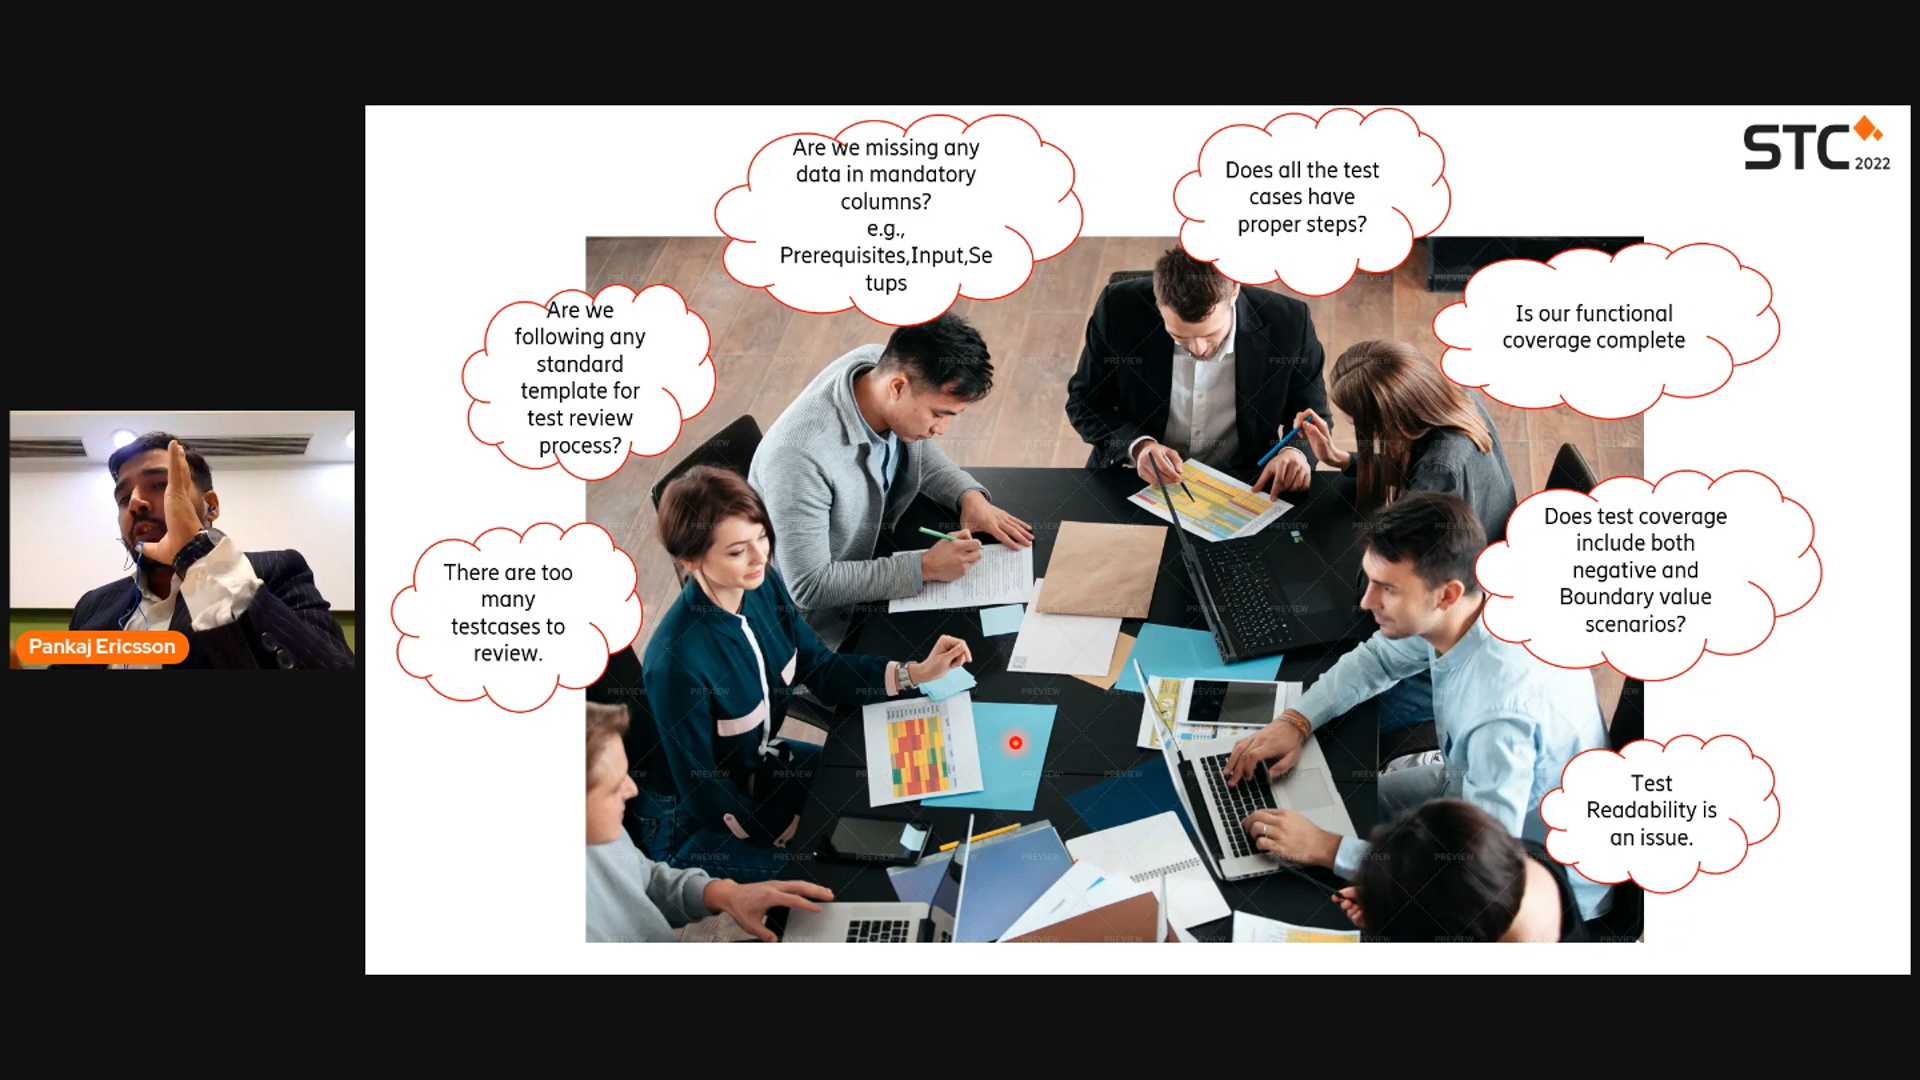 STC
2022
Are we missing any
data in mandatory
columns?
e.g.,
Prerequisites,Input,Se
tups
Does all the test
cases have
proper steps?
Is our functional
coverage complete
Are we
following any
standard
template for
test review
process?
Does test coverage
include both
negative and
Boundary value
scenarios?
There are too
many
testcases to
review.
Test
Readability is
an issue.
Pankaj Ericsson
PREVIEW